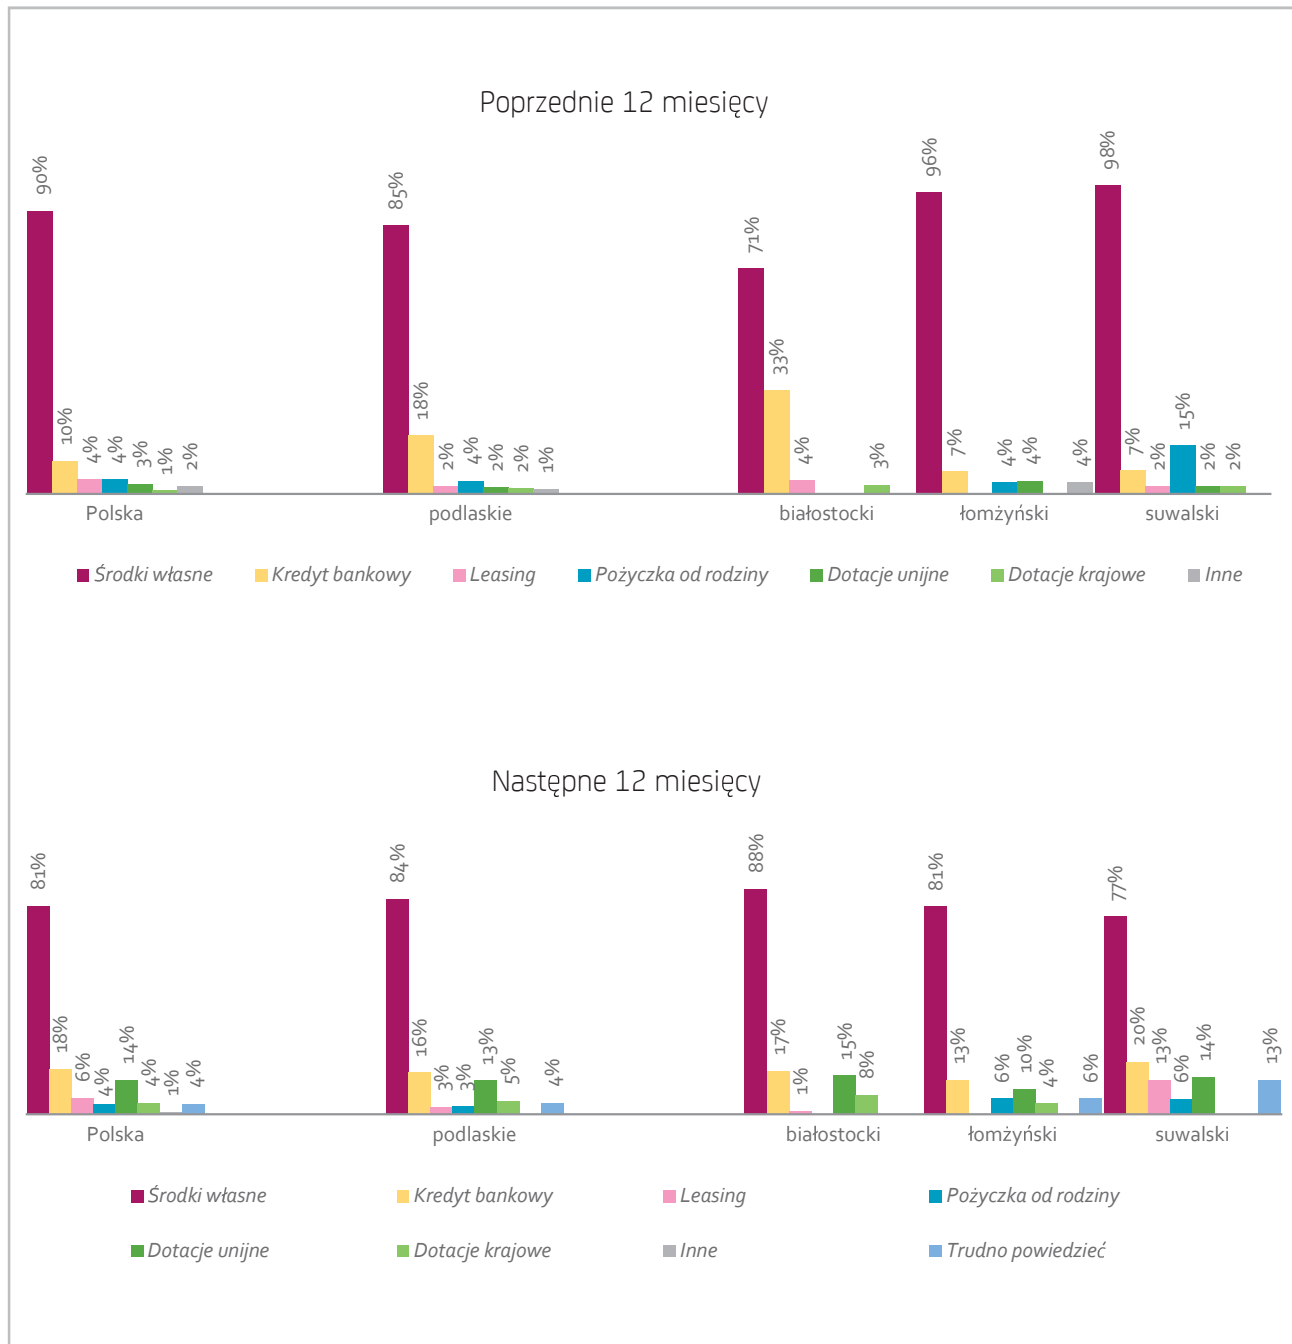 Poprzednie 12 miesięcy
90% 10% 4% 4% 3% 1% 2%
85% 18% 2% 4% 2% 2% 1%
71% 33% 4% 3%
96% 7% 4% 4% 4%
98% 7% 2% 15% 2% 2%
Polska podlaskie białostocki łomżyński suwalski
Środki własne Kredyt bankowy Leasing Pożyczka od rodziny Dotacje unijne Dotacje krajowe Inne
Następne 12 miesięcy
81% 18% 6% 4% 14% 4% 1% 4%
84% 16% 3% 3% 13% 5% 4%
88% 17% 1% 15% 8%
81% 13% 6% 10% 4% 6%
77% 20% 13% 6% 14% 13%
Polska podlaskie białostocki łomżyński suwalski
Środki własne Kredyt bankowy Leasing Pożyczka od rodziny
Dotacje unijne Dotacje krajowe Inne Trudno powiedzieć